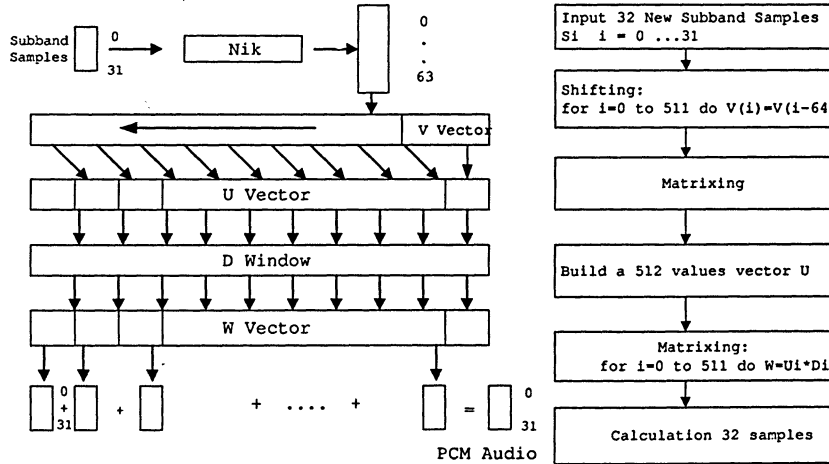 Subband
Samples
0
31
Nik
0
.
.
.
63
V Vector
U Vector
D Window
W Vector
0
+
31
+
+ .... +
=
0
31
PCM Audio
Input 32 New Subband Samples
Si i = 0 ...31
Shifting:
for i=0 to 511 do V(i)=V(i-64
Matrixing
Build a 512 values vector U
Matrixing:
for i=0 to 511 do W=Ui*Di
Calculation 32 samples